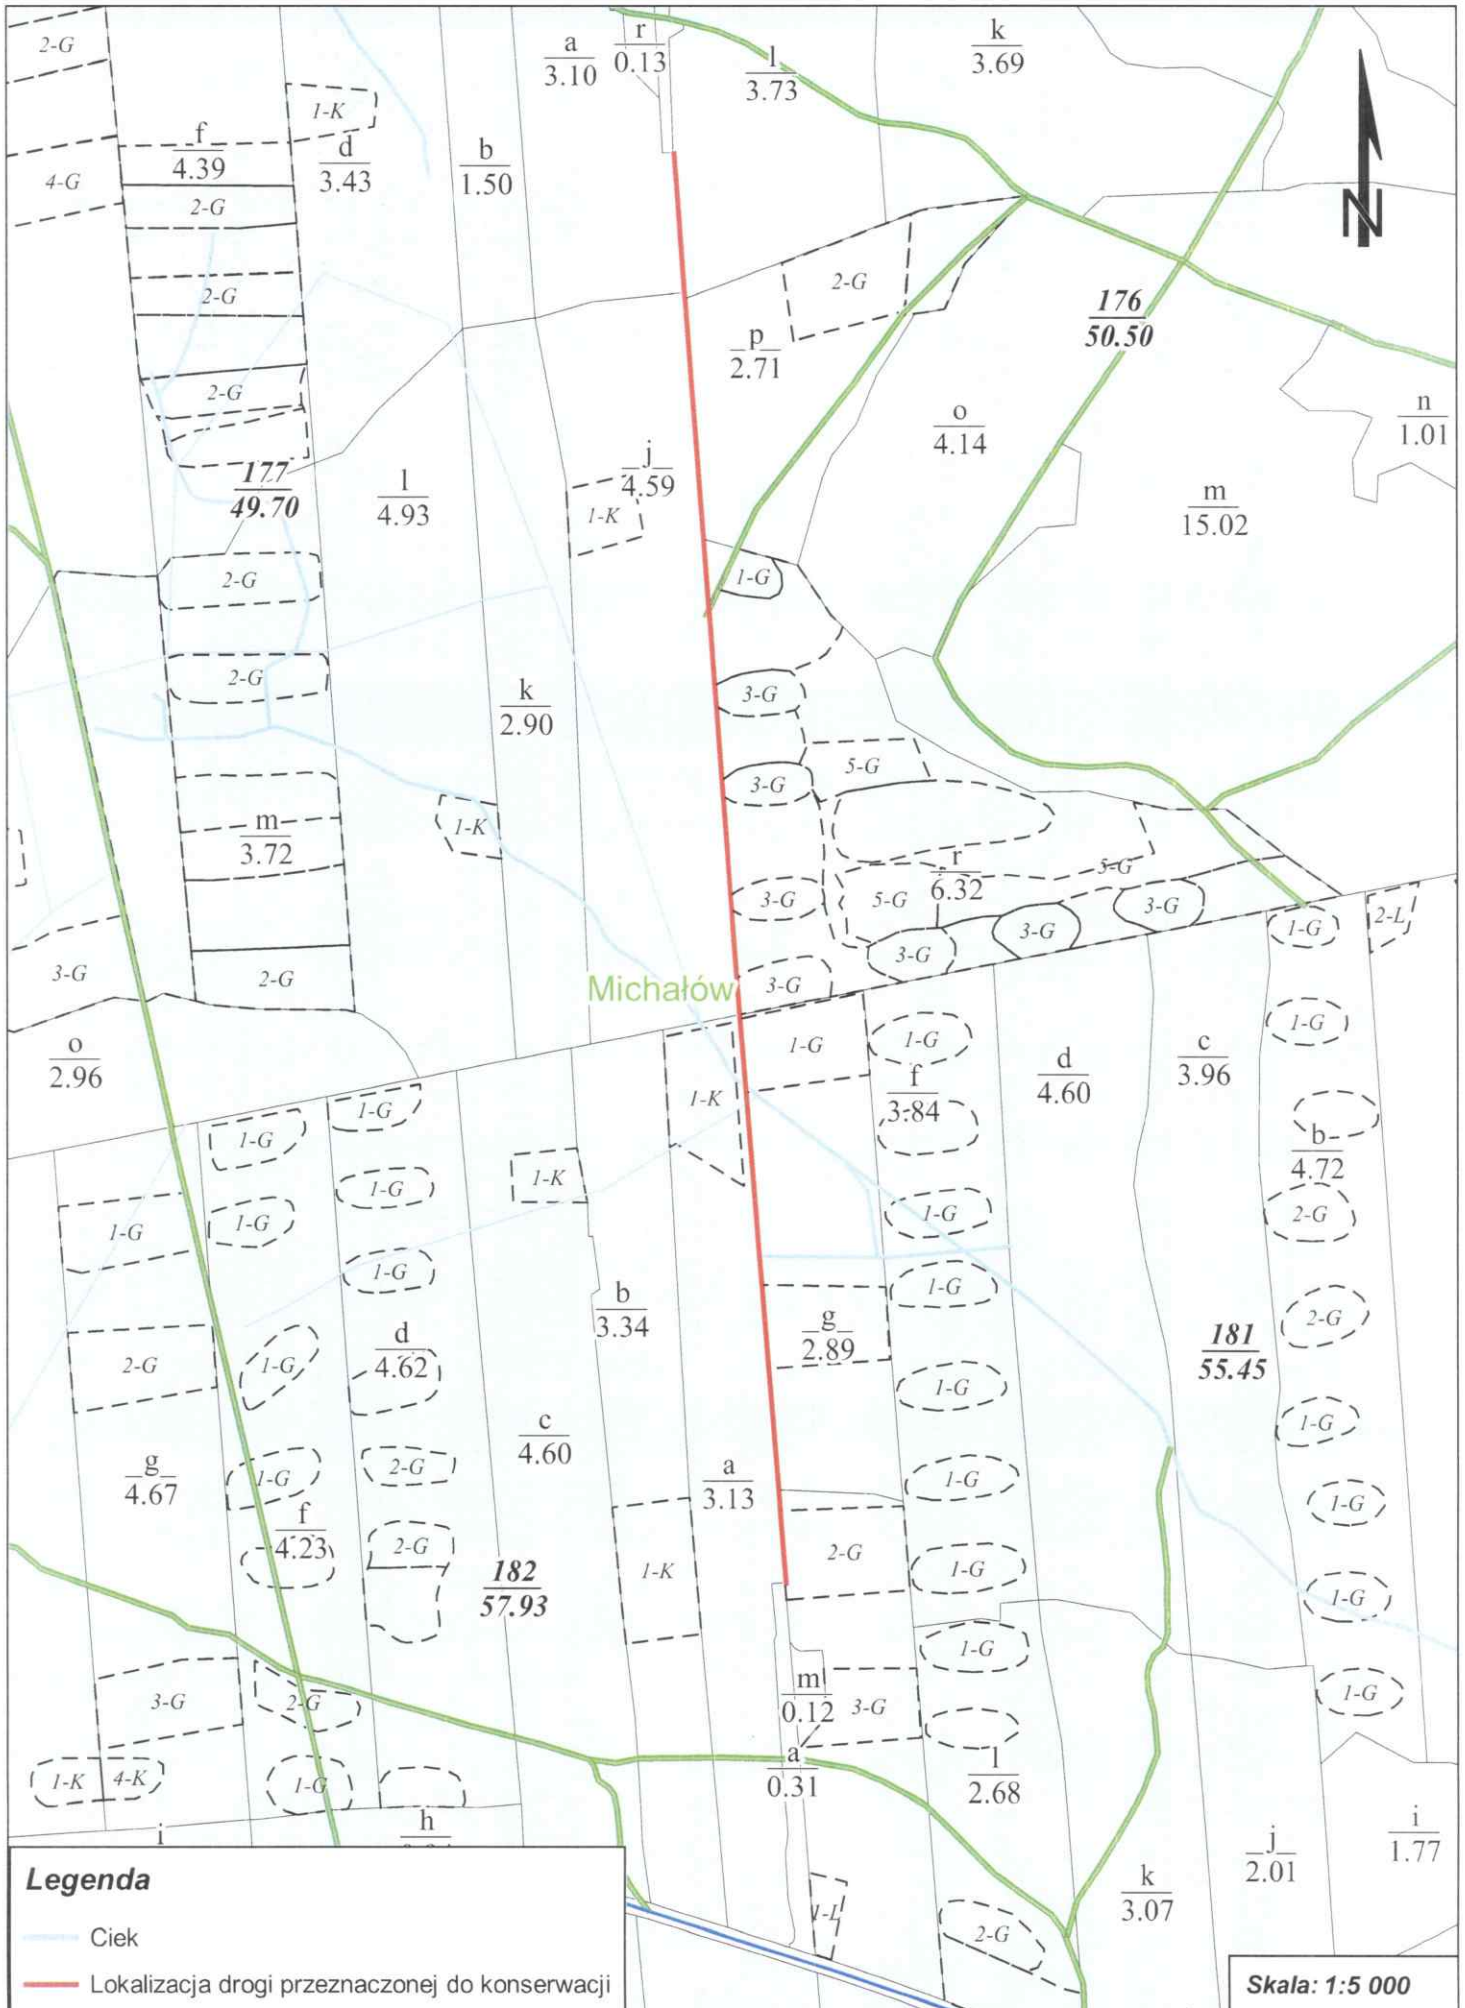 2-G
a
3.10
r
0.13
l
3.73
k
3.69
1-K
f
4.39
d
3.43
b
1.50
4-G
2-G
N
2-G
2-G
176
50.50
p
2.71
2-G
n
1.01
o
4.14
177
49.70
l
4.93
j
4.59
1-K
m
15.02
2-G
1-G
2-G
3-G
k
2.90
5-G
3-G
m
3.72
1-K
r
6.32
5-G
5-G
3-G
3-G
3-G
3-G
1-G
2-L
3-G
2-G
Michałów
3-G
1-G
o
2.96
1-G
1-G
d
4.60
c
3.96
1-K
f
3.84
1-G
1-G
b
4.72
1-K
1-G
1-G
1-G
1-G
2-G
1-G
1-G
b
3.34
2-G
g
2.89
181
55.45
d
4.62
2-G
1-G
1-G
1-G
c
4.60
g
4.67
2-G
1-G
a
3.13
1-G
1-G
f
4.23
2-G
182
57.93
1-K
2-G
1-G
1-G
1-G
m
0.12
3-G
1-G
3-G
2-G
a
0.31
l
2.68
1-K
4-K
1-G
i
h
j
2.01
i
1.77
k
3.07
1-L
2-G
Legenda
Ciek
Lokalizacja drogi przeznaczonej do konserwacji
Skala: 1:5 000